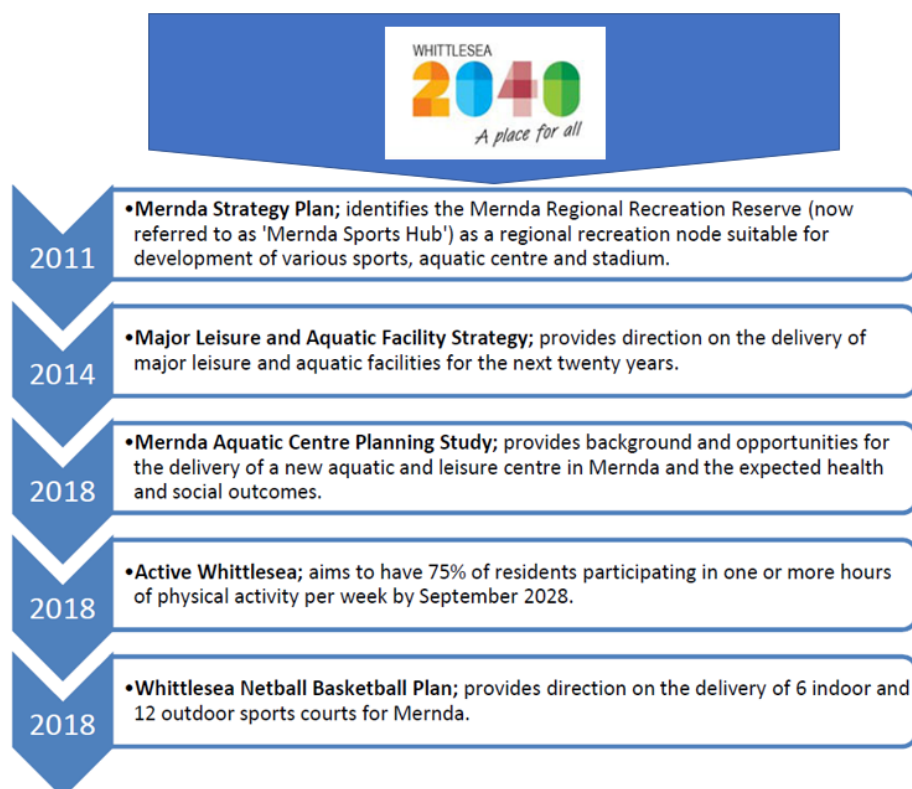 WHITTLESEA
2040
A place for all
2011
•Mernda Strategy Plan; identifies the Mernda Regional Recreation Reserve (now
referred to as 'Mernda Sports Hub') as a regional recreation node suitable for
development of various sports, aquatic centre and stadium.
2014
•Major Leisure and Aquatic Facility Strategy; provides direction on the delivery of
major leisure and aquatic facilities for the next twenty years.
2018
•Mernda Aquatic Centre Planning Study; provides background and opportunities for
the delivery of a new aquatic and leisure centre in Mernda and the expected health
and social outcomes.
2018
•Active Whittlesea; aims to have 75% of residents participating in one or more hours
of physical activity per week by September 2028.
2018
•Whittlesea Netball Basketball Plan; provides direction on the delivery of 6 indoor and
12 outdoor sports courts for Mernda.